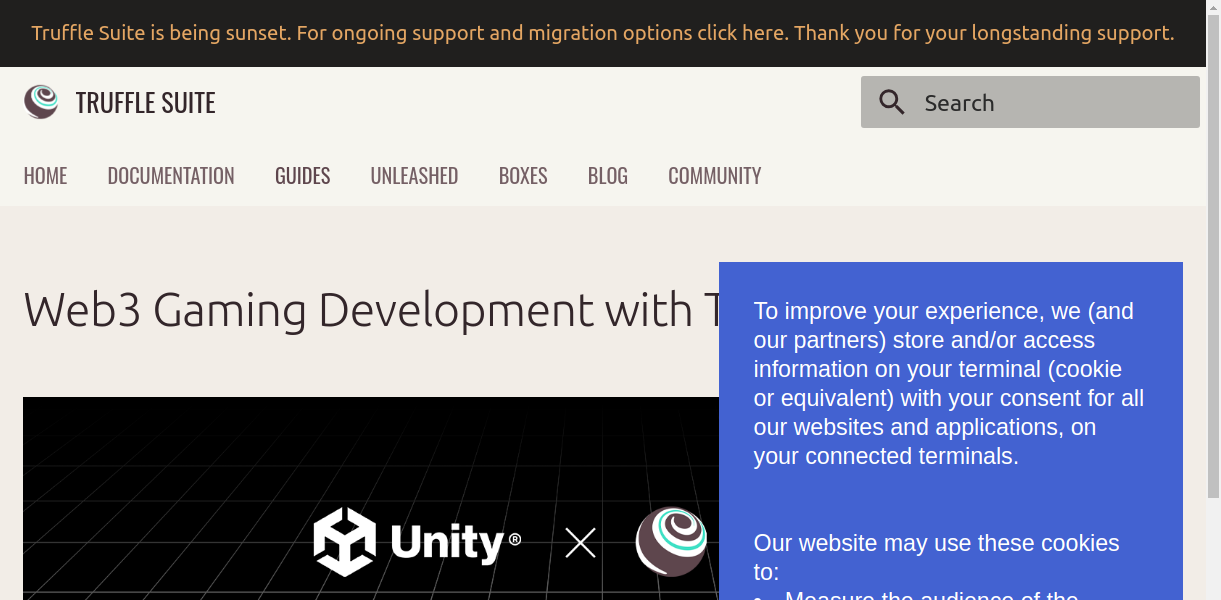 Truffle Suite is being sunset. For ongoing support and migration options click here. Thank you for your longstanding support.
TRUFFLE SUITE
Search
HOME DOCUMENTATION GUIDES UNLEASHED BOXES BLOG COMMUNITY
Web3 Gaming Development with
Unity®
To improve your experience, we (and
our partners) store and/or access
information on your terminal (cookie
or equivalent) with your consent for all
our websites and applications, on
your connected terminals.
Our website may use these cookies
to:
• Measure the audience of the